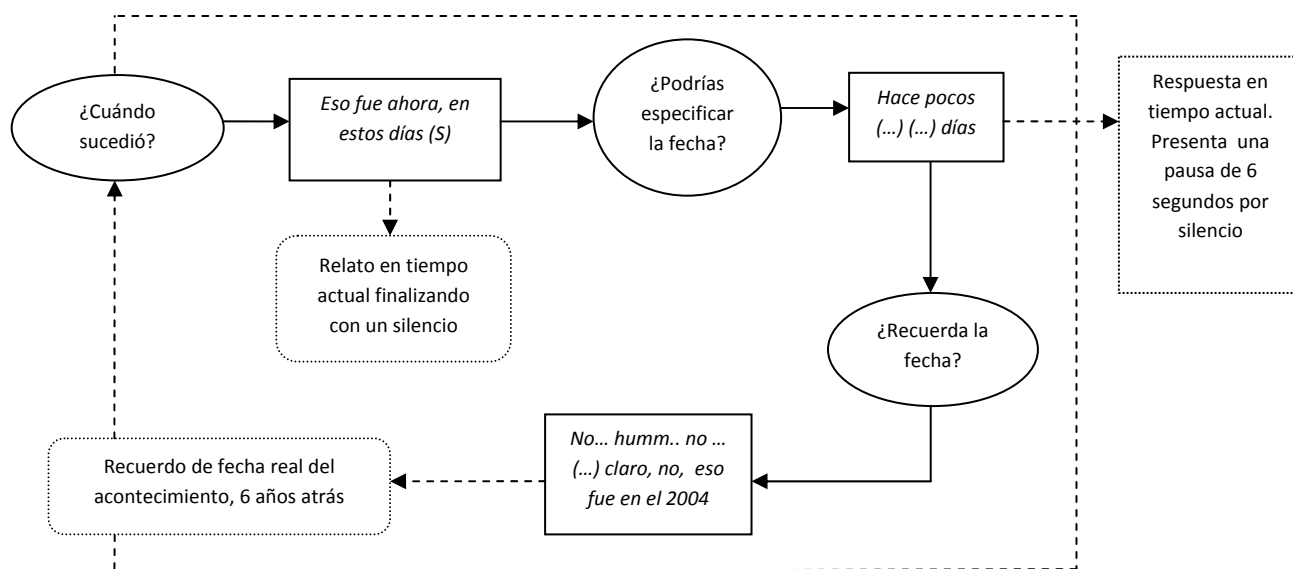 ¿Cuándo
sucedió?
Eso fue ahora, en
estos días (S)
¿Podrías
especificar
la fecha?
Hace pocos
(...) (...) días
Respuesta en
tiempo actual.
Presenta una
pausa de 6
segundos por
silencio
Relato en tiempo
actual finalizando
con un silencio
¿Recuerda la
fecha?
No... humm.. no ...
(...) claro, no, eso
fue en el 2004
Recuerdo de fecha real del
acontecimiento, 6 años atrás